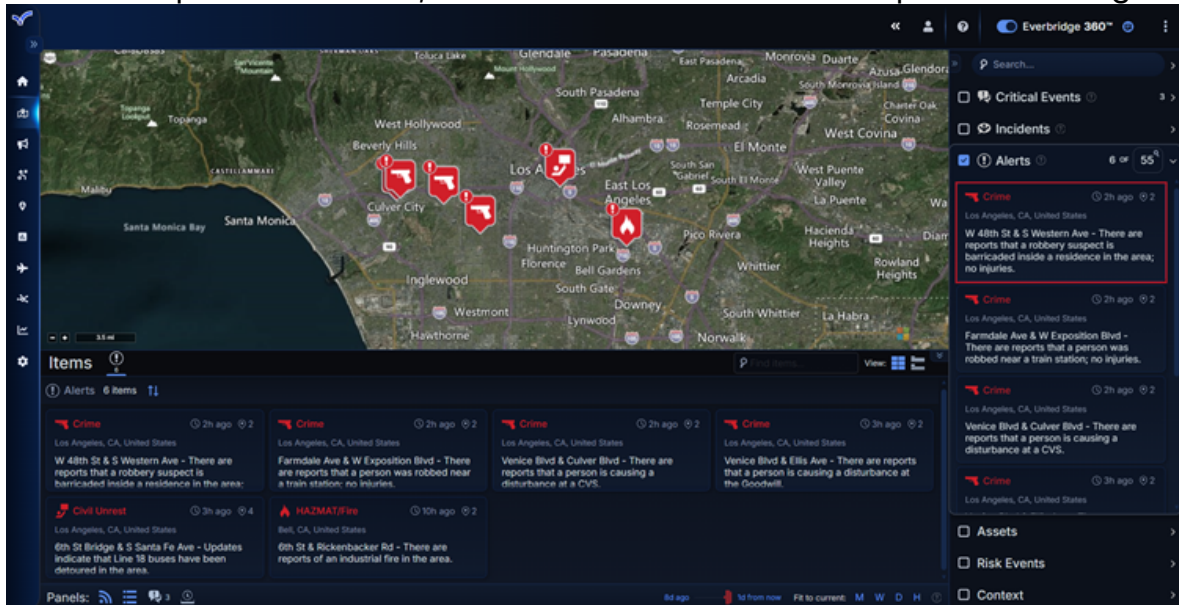 Everbridge 360™
Calabasas
San Vicente
Mountain
Toluca Lake
Mount Hollywood
Glendale
Pasadena
East Pasadena
Monrovia
Duarte
Azusa
Glendora
Arcadia
South Monrovia Island
South Pasadena
Temple City
Charter Oak
Covina
Topanga
Lookout
Topanga
West Hollywood
Alhambra
Rosemead
West Covina
Beverly Hills
El Monte
CASTELLAMMARE
Los
es
South San
Gabriel
South El Monte
West Puente
Valley
Malibu
East Los
Angeles
La Puente
Culver City
Santa Monica Bay
Santa Monica
Pico Rivera
Hacienda
Heights
Huntington Park
Florence
Bell Gardens
Whittier
Rowland
Heights
Inglewood
South Gate
Downey
South Whittier
La Habra
Westmont
Lynwood
Hawthorne
Norwalk
3.5 mi
Search...
Critical Events 3
Incidents
Alerts 6 OF 55
Crime 2h ago 2
Los Angeles, CA, United States
W 48th St & S Western Ave - There are
reports that a robbery suspect is
barricaded inside a residence in the area;
no injuries.
Crime 2h ago 2
Los Angeles, CA, United States
Farmdale Ave & W Exposition Blvd -
There are reports that a person was
robbed near a train station; no injuries.
Crime 2h ago 2
Los Angeles, CA, United States
Venice Blvd & Culver Blvd - There are
reports that a person is causing a
disturbance at a CVS.
Crime 3h ago 2
Los Angeles, CA, United States
Assets
Risk Events
Context
Items 6
Find items...
View:
Alerts 6 items
Crime 2h ago 2
Los Angeles, CA, United States
W 48th St & S Western Ave - There are
reports that a robbery suspect is
barricaded inside a residence in the area;
Crime 2h ago 2
Los Angeles, CA, United States
Farmdale Ave & W Exposition Blvd - There
are reports that a person was robbed near
a train station; no injuries.
Crime 2h ago 2
Los Angeles, CA, United States
Venice Blvd & Culver Blvd - There are
reports that a person is causing a
disturbance at a CVS.
Crime 3h ago 2
Los Angeles, CA, United States
Venice Blvd & Ellis Ave - There are reports
that a person is causing a disturbance at
the Goodwill.
Civil Unrest 3h ago 4
Los Angeles, CA, United States
6th St Bridge & S Santa Fe Ave - Updates
indicate that Line 18 buses have been
detoured in the area.
HAZMAT/Fire 10h ago 2
Bell, CA, United States
6th St & Rickenbacker Rd - There are
reports of an industrial fire in the area.
Panels: 3
8d ago
1d from now
Fit to current: M W D H